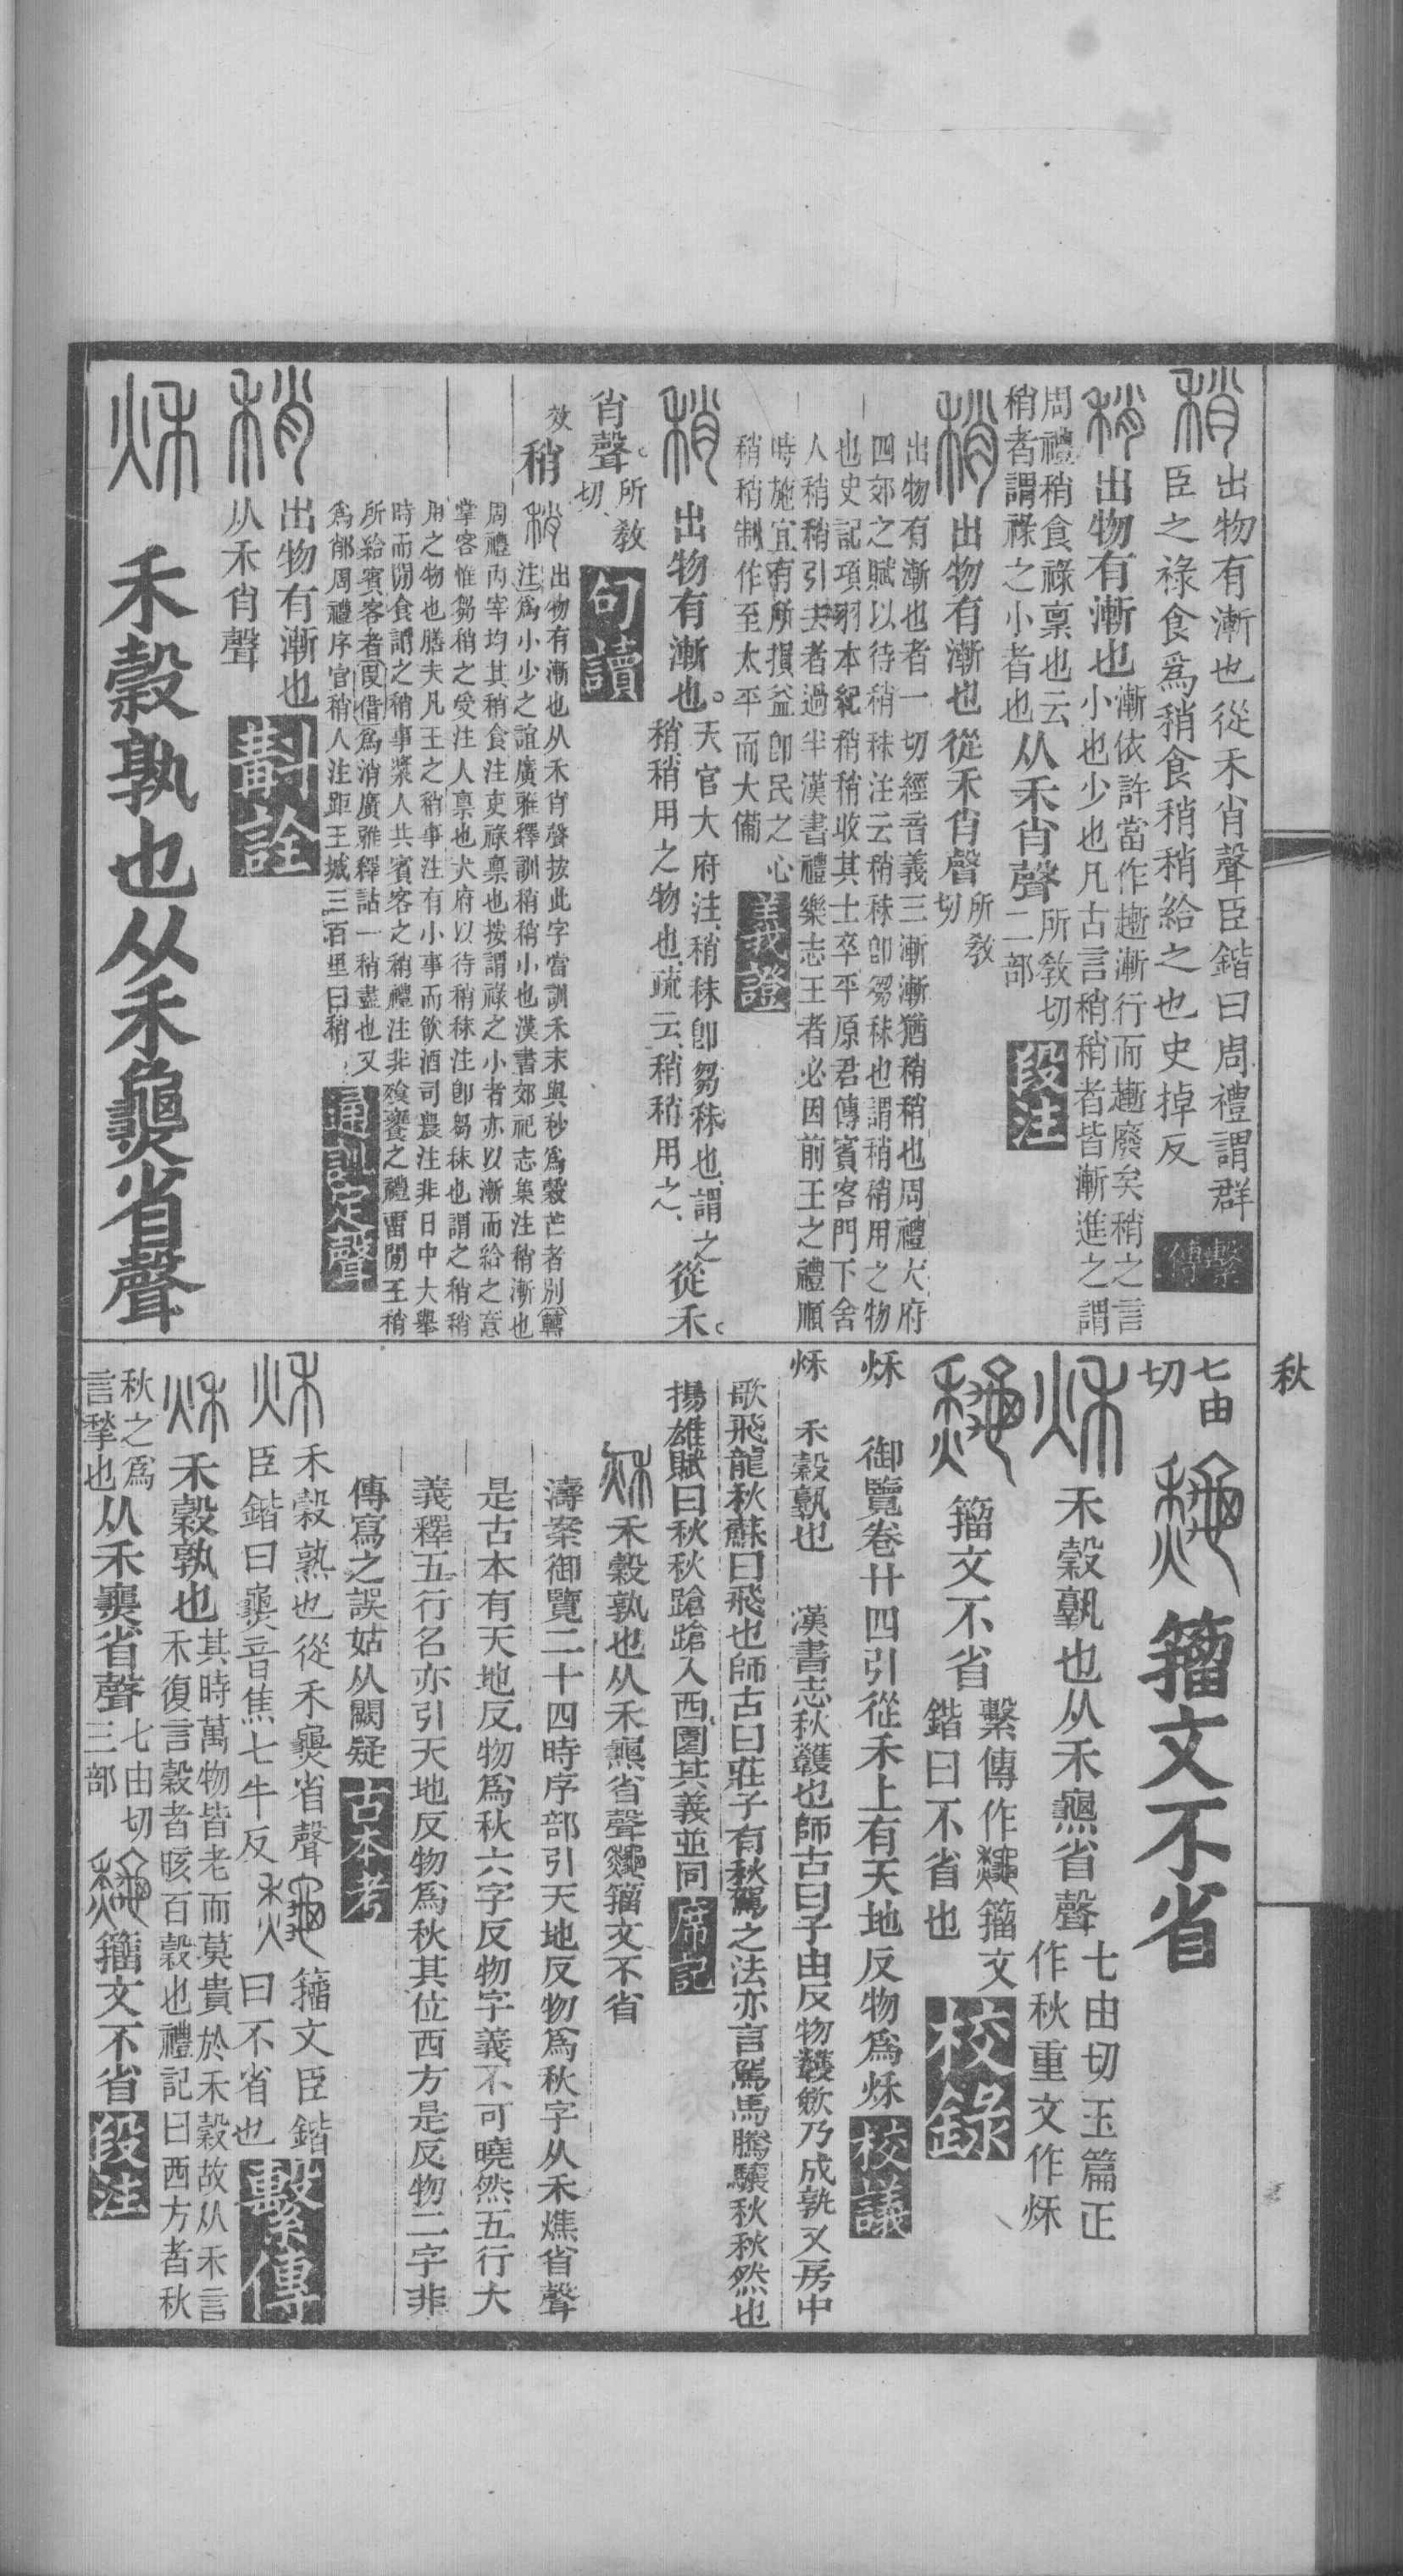 稍
出物有漸也從禾肖聲臣鍇曰周禮謂群
臣之祿食爲稍食稍稍給之也史掉反
繫傳
稍
出物有漸也
漸依許當作𧽯漸行而𧽯廢矣稍之言
小也少也凡古言稍稍者皆漸進之謂
周禮稍食祿稟也云
稍者謂祿之小者也
从禾肖聲
所敎切
二部
段注
稍
出物有漸也從禾肖聲
所敎
切
出物有漸也者一切經音義三漸漸猶稍稍也周禮大府
四郊之賦以待稍秣注云稍秣卽芻秣也謂稍稍用之物
也史記項羽本紀稍稍收其士卒平原君傳賓客門下舍
人稍稍引去者過半漢書禮樂志王者必因前王之禮順
時施宜有所損益卽民之心
稍稍制作至太平而大備
義證
稍
出物有漸也。
天官大府注、稍秣卽芻秣也、謂之
稍、稍用之物也、疏云、稍稍用之、
從禾。
肖聲。
所敎
切、
句讀
效
稍
稍
出物有漸也从禾肖聲按此字當訓禾末與秒爲穀芒者別轉
注爲小少之誼廣雅釋訓稍稍小也漢書郊祀志集注稍漸也
周禮內宰均其稍食注吏祿稟也按謂祿之小者亦以漸而給之意
掌客惟芻稍之受注人稟也大府以待稍秣注卽芻秣也謂之稍稍
用之物也膳夫凡王之稍事注有小事而飮酒司農注非日中大舉
時而閒食謂之稍事漿人共賓客之稍禮注非飧饔之禮畱閒王稍
所給賓客者叚借爲消廣雅釋詁一稍盡也又
爲郙周禮序官稍人注距王城三百里曰稍
通訓定聲
稍
出物有漸也
从禾肖聲
斠詮
秌
禾穀孰也从禾𪚰省聲
七由
切
𥤛
籀文不省
秌
禾穀孰也从禾𪚰省聲
七由切玉篇正
作秋重文作秌
𥤛
籀文不省
繫傳作𥤛籀文
鍇曰不省也
校錄
秌
御覽卷廿四引從禾上有天地反物爲秌
校議
秌
禾穀孰也
漢書志秋䪜也師古曰子由反物䪜斂乃成孰又房中
歌飛龍秋蘇曰飛也師古曰莊子有秋駕之法亦言駕馬騰驤秋秋然也
揚雄賦曰秋秋蹌蹌入西園其義並同
席記
秌
禾穀孰也从禾𪚰省聲𥤛籀文不省
濤案御覽二十四時序部引天地反物爲秋字从禾燋省聲
是古本有天地反物爲秋六字反物字義不可曉然五行大
義釋五行名亦引天地反物爲秋其位西方是反物二字非
傳寫之誤姑从闕疑
古本考
秌
禾穀熟也從禾𪚰省聲𥤛籀文臣鍇
臣鍇曰𪚰音焦七牛反
曰不省也
繫傳
秌
禾穀孰也
其時萬物皆老而莫貴於禾穀故从禾言
禾復言穀者晐百穀也禮記曰西方者秋
秋之爲
言揫也
从禾𪚰省聲
七由切
三部
𥤛
籀文不省
段注
秋